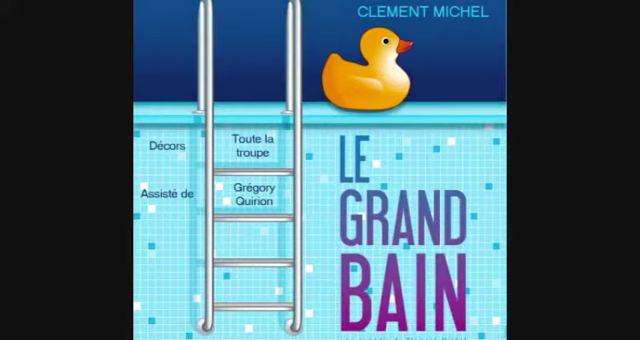 CLEMENT MICHEL
Décors
Toute la
troupe
Assisté de
Grégory
Quirion
LE
GRAND
BAIN